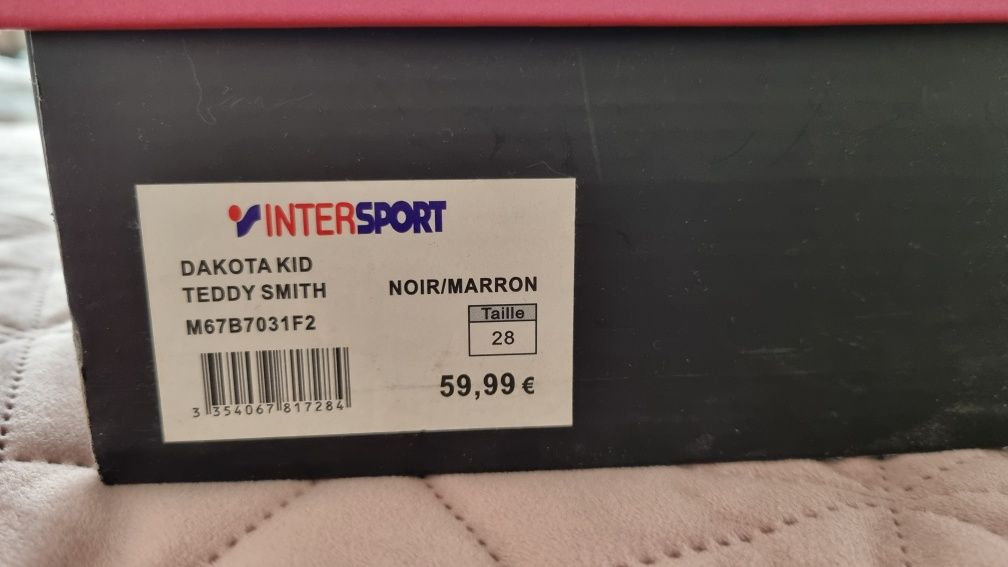 INTERSPORT
DAKOTA KID
TEDDY SMITH
NOIR/MARRON
M67B7031F2
Taille
28
59,99 €
3 354067 817284